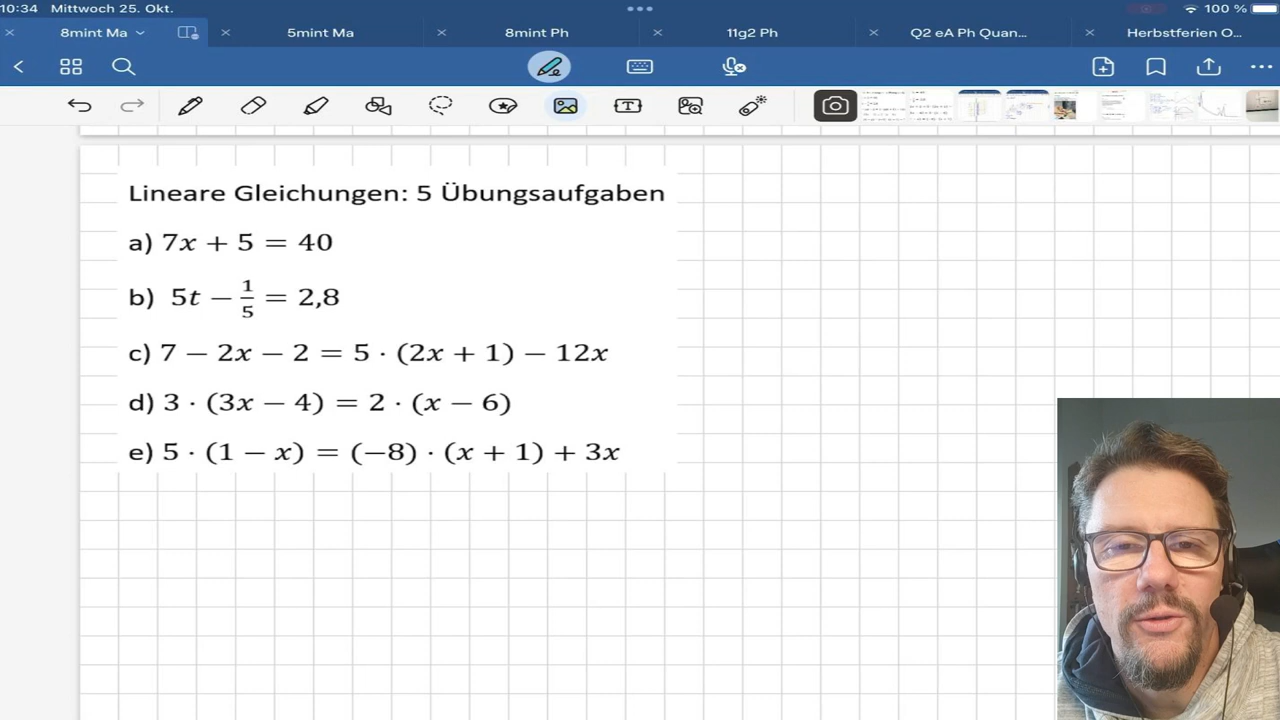 10:34 Mittwoch 25. Okt.
100 %
8mint Ma
5mint Ma
8mint Ph
11g2 Ph
Q2 eA Ph Quan...
Herbstferien O...
Lineare Gleichungen: 5 Übungsaufgaben
a) 7x + 5 = 40
b) 5t − 1/5 = 2,8
c) 7 − 2x − 2 = 5 · (2x + 1) − 12x
d) 3 · (3x − 4) = 2 · (x − 6)
e) 5 · (1 − x) = (−8) · (x + 1) + 3x